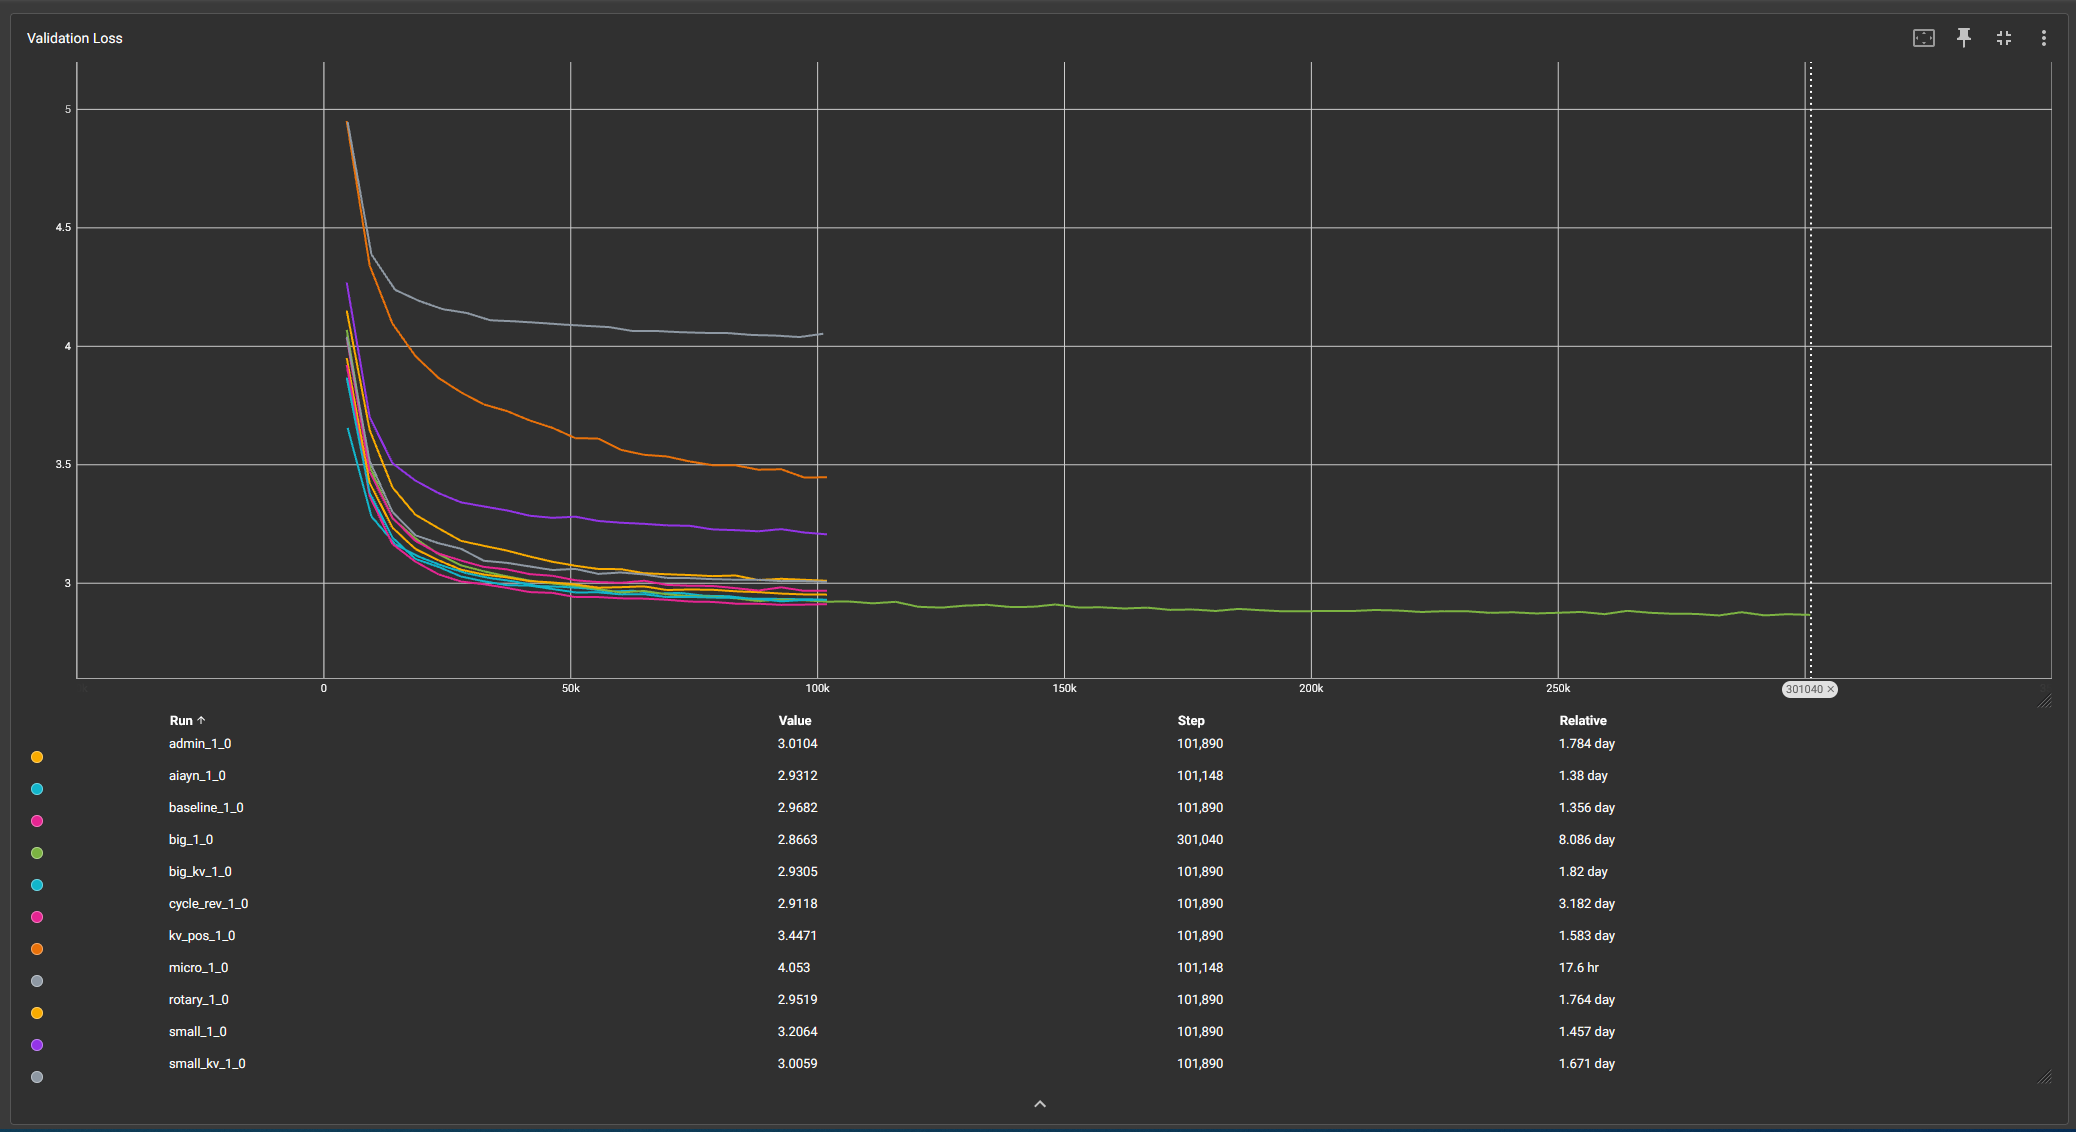 Validation Loss
5
4.5
4
3.5
3
0 50k 100k 150k 200k 250k 301040 ×
Run ↑ Value Step Relative
admin_1_0 3.0104 101,890 1.784 day
aiayn_1_0 2.9312 101,148 1.38 day
baseline_1_0 2.9682 101,890 1.356 day
big_1_0 2.8663 301,040 8.086 day
big_kv_1_0 2.9305 101,890 1.82 day
cycle_rev_1_0 2.9118 101,890 3.182 day
kv_pos_1_0 3.4471 101,890 1.583 day
micro_1_0 4.053 101,148 17.6 hr
rotary_1_0 2.9519 101,890 1.764 day
small_1_0 3.2064 101,890 1.457 day
small_kv_1_0 3.0059 101,890 1.671 day